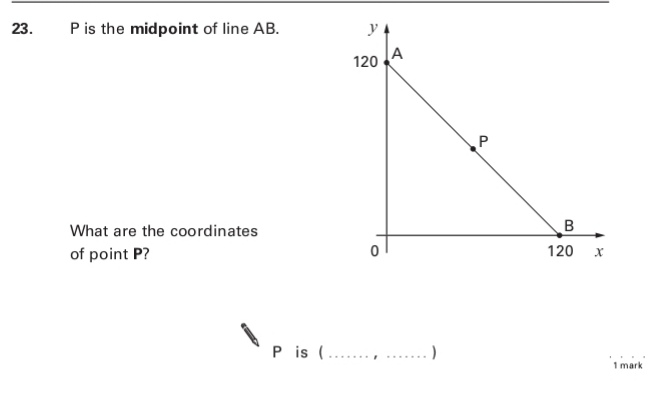 23. P is the midpoint of line AB.
y
A
120
P
What are the coordinates
of point P?
B
0
120 x
P is ( ....... , ....... )
1 mark